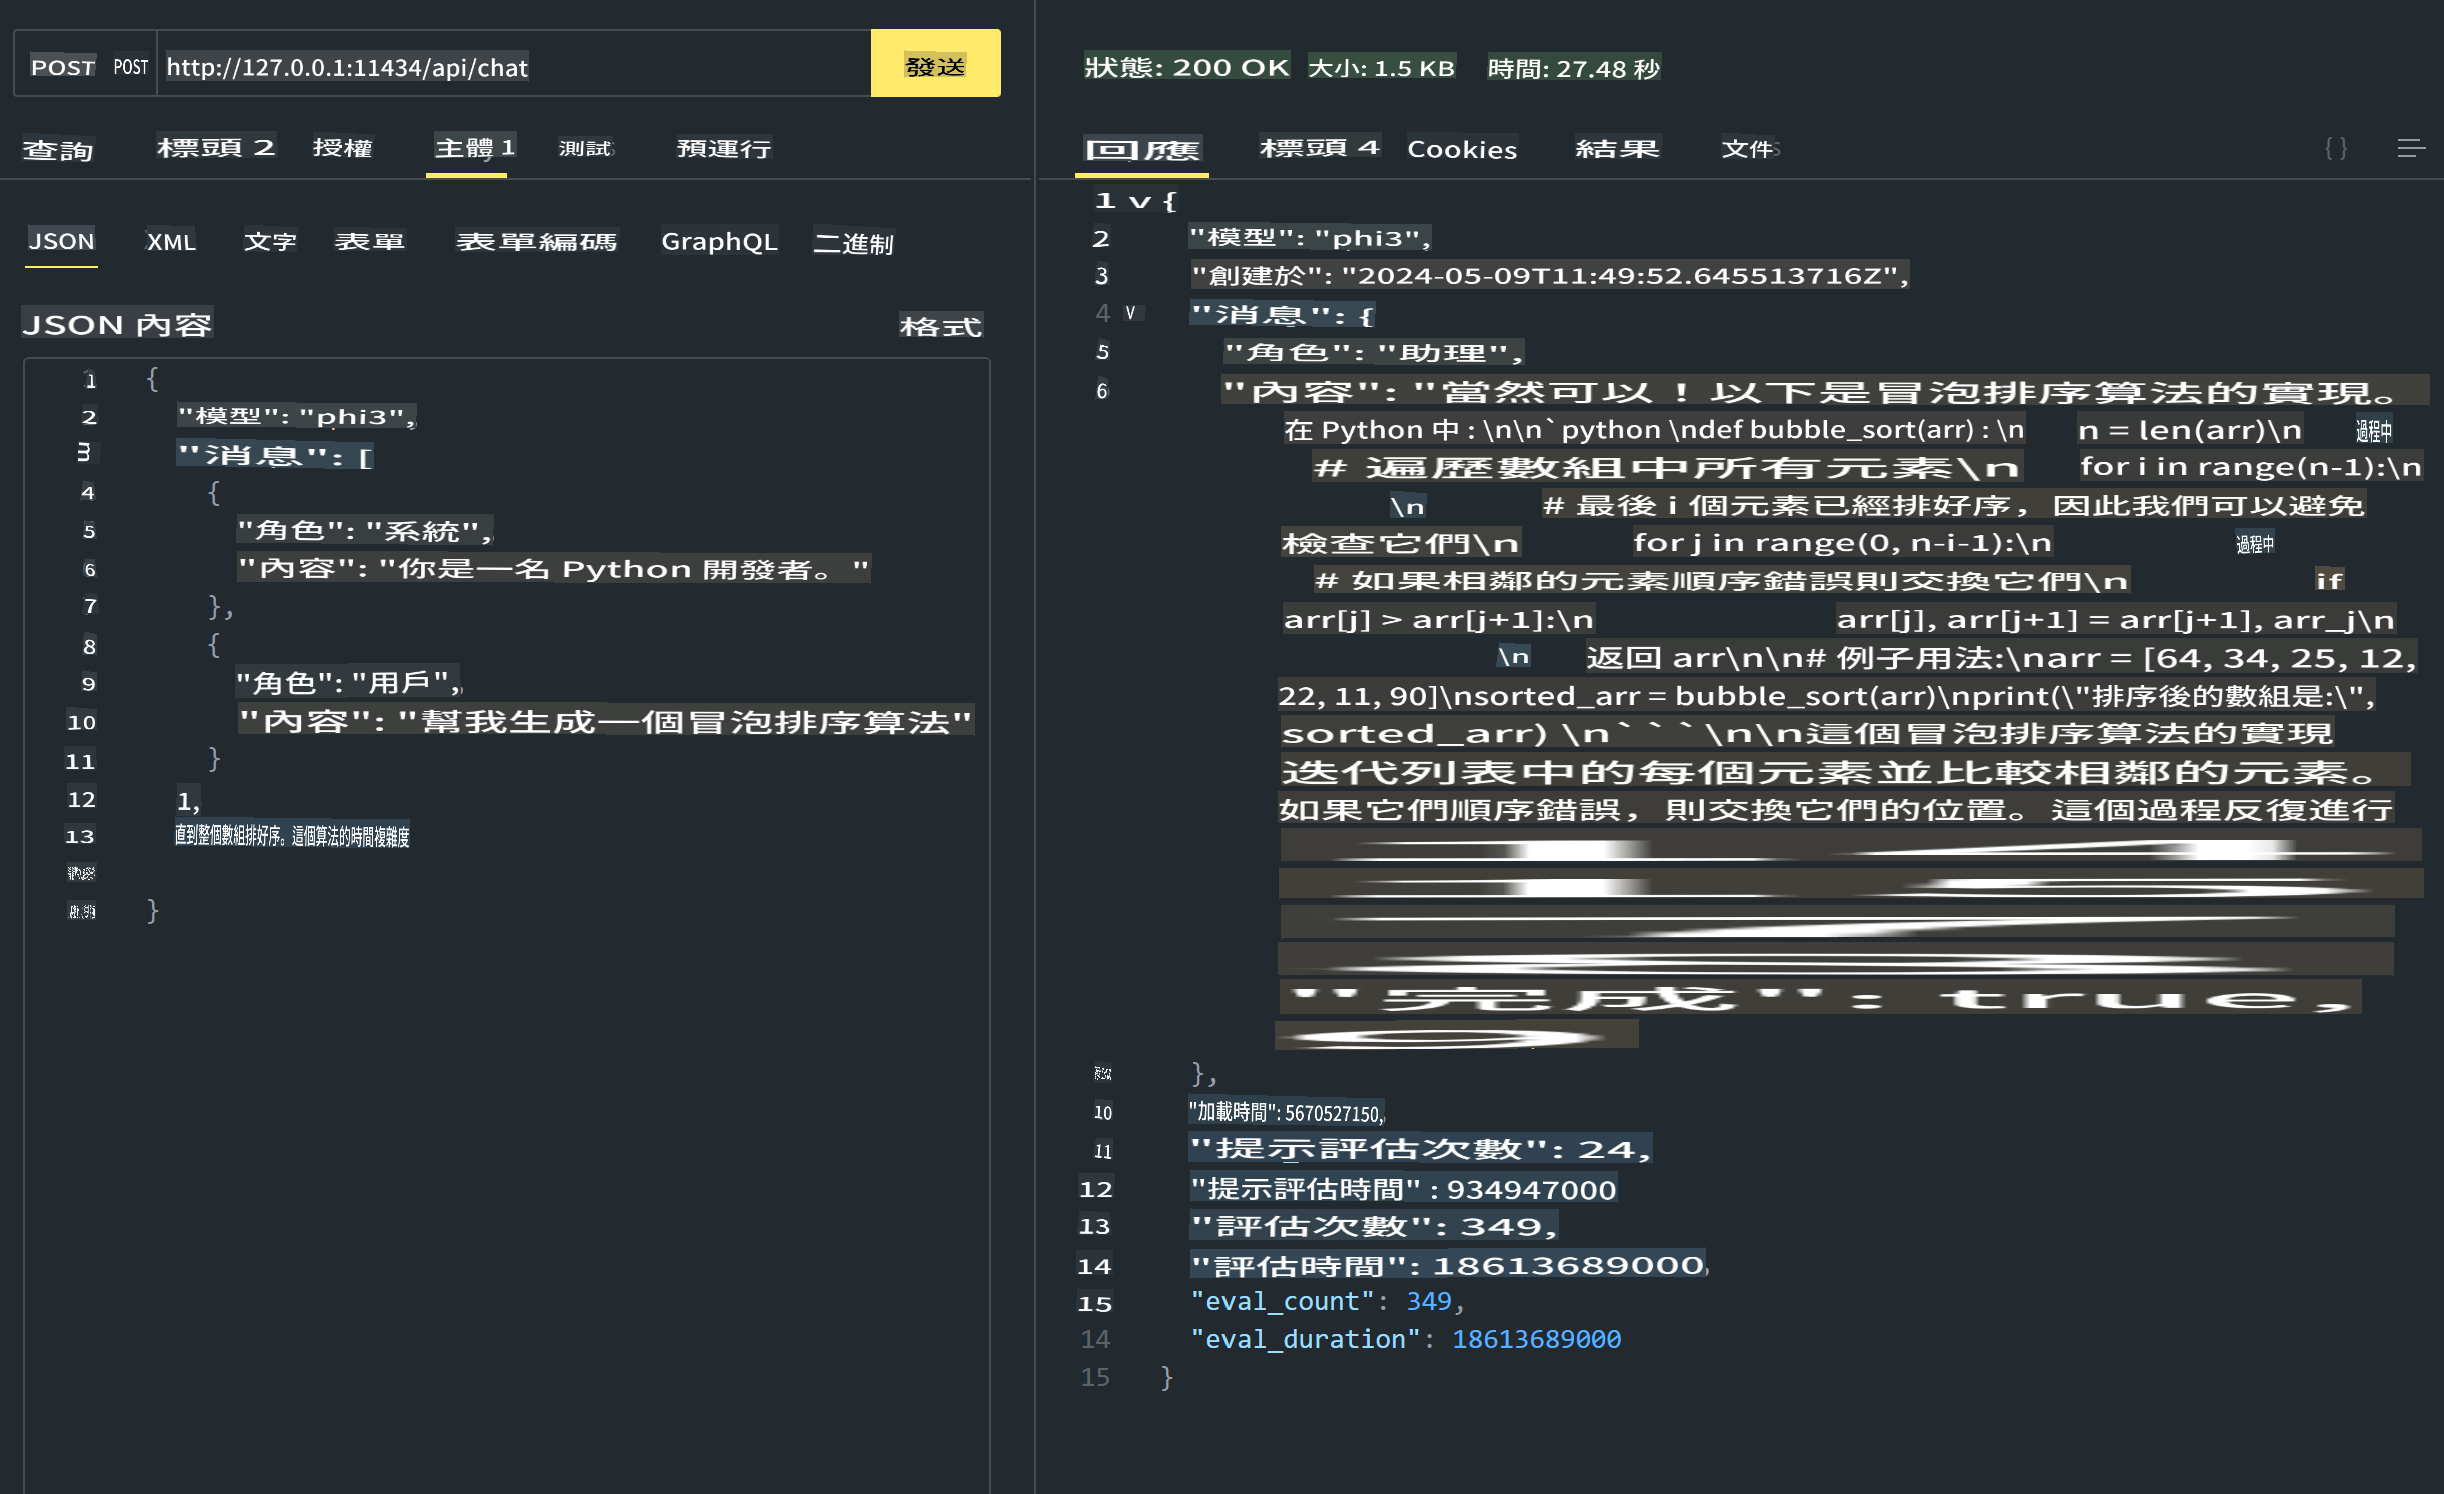 POST POST http://127.0.0.1:11434/api/chat 發送
查詢 標頭 2 授權 主體 1 測試 預運行
JSON XML 文字 表單 表單編碼 GraphQL 二進制
JSON 內容 格式
1 {
2 "模型": "phi3",
3 "消息": [
4 {
5 "角色": "系統",
6 "內容": "你是一名 Python 開發者。"
7 },
8 {
9 "角色": "用戶",
10 "內容": "幫我生成一個冒泡排序算法"
11 }
12 1,
13 直到整個數組排好序。這個算法的時間複雜度
}
狀態: 200 OK 大小: 1.5 KB 時間: 27.48 秒
回應 標頭 4 Cookies 結果 文件 {}
1 v {
2 "模型": "phi3",
3 "創建於": "2024-05-09T11:49:52.645513716Z",
4 v "消息": {
5 "角色": "助理",
6 "內容": "當然可以！以下是冒泡排序算法的實現。
在 Python 中 : \n\n`python \ndef bubble_sort(arr) : \n n = len(arr)\n 過程中
# 遍歷數組中所有元素\n for i in range(n-1):\n
\n # 最後 i 個元素已經排好序，因此我們可以避免
檢查它們\n for j in range(0, n-i-1):\n 過程中
# 如果相鄰的元素順序錯誤則交換它們\n if
arr[j] > arr[j+1]:\n arr[j], arr[j+1] = arr[j+1], arr_j\n
\n 返回 arr\n\n# 例子用法:\narr = [64, 34, 25, 12,
22, 11, 90]\nsorted_arr = bubble_sort(arr)\nprint(\"排序後的數組是:\",
sorted_arr) \n```\n\n這個冒泡排序算法的實現
迭代列表中的每個元素並比較相鄰的元素。
如果它們順序錯誤，則交換它們的位置。這個過程反復進行
"完成": true,
},
10 "加載時間": 5670527150,
11 "提示評估次數": 24,
12 "提示評估時間" : 934947000
13 "評估次數": 349,
14 "評估時間": 18613689000,
15 "eval_count": 349,
14 "eval_duration": 18613689000
15 }